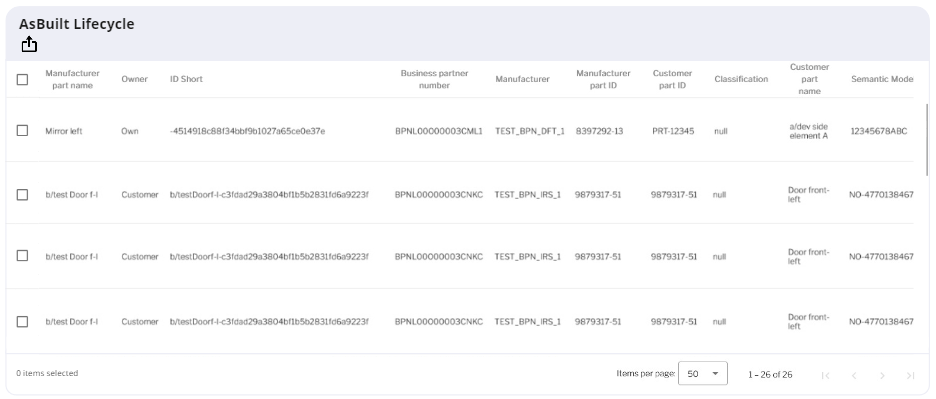 AsBuilt Lifecycle
Manufacturer part name Owner ID Short Business partner number Manufacturer Manufacturer part ID Customer part ID Classification Customer part name Semantic Mode
Mirror left Own -4514918c88f34bbf9b1027a65ce0e37e BPNL00000003CML1 TEST_BPN_DFT_1 8397292-13 PRT-12345 null a/dev side element A 12345678ABC
b/test Door f-l Customer b/testDoorf-l-c3fdad29a3804bf1b5b2831fd6a9223f BPNL00000003CNKC TEST_BPN_IRS_1 9879317-51 9879317-51 null Door front-left NO-4770138467
b/test Door f-l Customer b/testDoorf-l-c3fdad29a3804bf1b5b2831fd6a9223f BPNL00000003CNKC TEST_BPN_IRS_1 9879317-51 9879317-51 null Door front-left NO-4770138467
b/test Door f-l Customer b/testDoorf-l-c3fdad29a3804bf1b5b2831fd6a9223f BPNL00000003CNKC TEST_BPN_IRS_1 9879317-51 9879317-51 null Door front-left NO-4770138467
0 items selected Items per page: 50 1 – 26 of 26